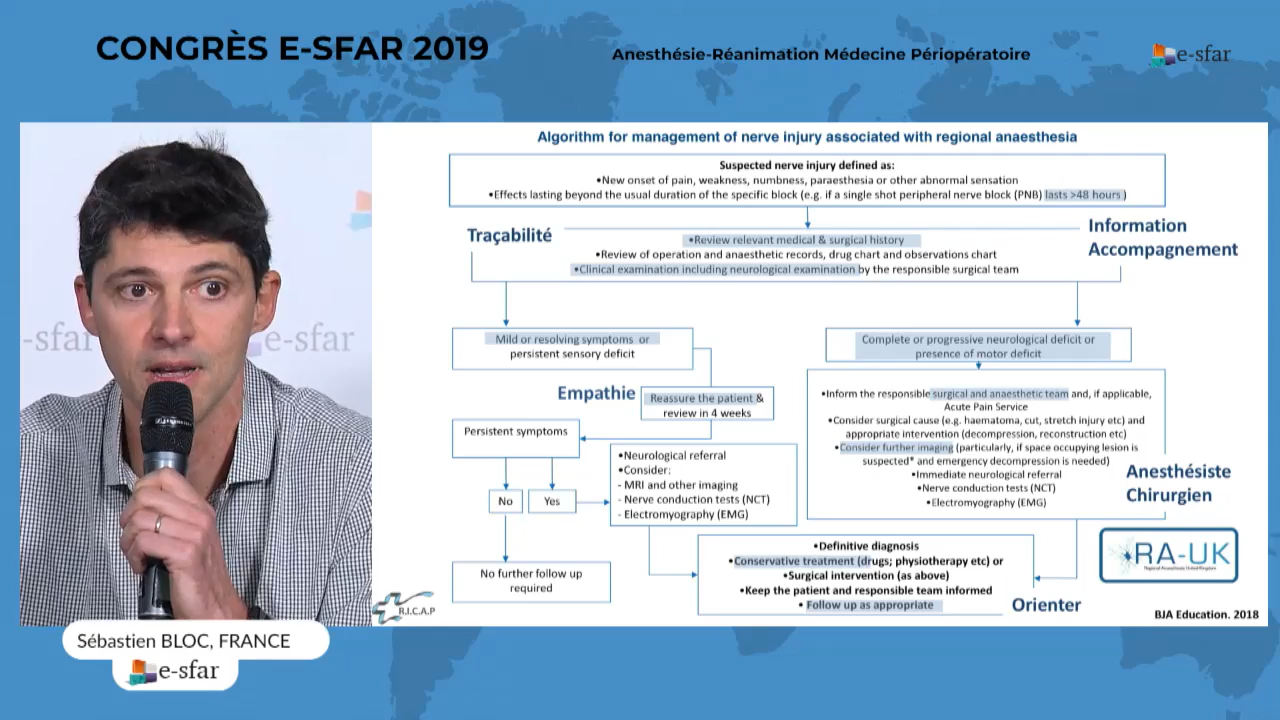 CONGRÈS E-SFAR 2019
Anesthésie-Réanimation Médecine Périopératoire
e-sfar
-sfar
e-sfar
Sébastien BLOC, FRANCE
e-sfar
Algorithm for management of nerve injury associated with regional anaesthesia
Suspected nerve injury defined as:
•New onset of pain, weakness, numbness, paraesthesia or other abnormal sensation
•Effects lasting beyond the usual duration of the specific block (e.g. if a single shot peripheral nerve block (PNB) lasts >48 hours )
Traçabilité
Information
Accompagnement
•Review relevant medical & surgical history
•Review of operation and anaesthetic records, drug chart and observations chart
•Clinical examination including neurological examination by the responsible surgical team
Mild or resolving symptoms or
persistent sensory deficit
Complete or progressive neurological deficit or
presence of motor deficit
Empathie
Reassure the patient &
review in 4 weeks
Persistent symptoms
No
Yes
•Neurological referral
•Consider:
- MRI and other imaging
- Nerve conduction tests (NCT)
- Electromyography (EMG)
•Inform the responsible surgical and anaesthetic team and, if applicable,
Acute Pain Service
•Consider surgical cause (e.g. haematoma, cut, stretch injury etc) and
appropriate intervention (decompression, reconstruction etc)
•Consider further imaging (particularly, if space occupying lesion is
suspected* and emergency decompression is needed)
•Immediate neurological referral
•Nerve conduction tests (NCT)
•Electromyography (EMG)
Anesthésiste
Chirurgien
No further follow up
required
•Definitive diagnosis
•Conservative treatment (drugs; physiotherapy etc) or
•Surgical intervention (as above)
•Keep the patient and responsible team informed
• Follow up as appropriate
Orienter
RA-UK
Regional Anaesthesia United Kingdom
R.I.C.A.P
BJA Education. 2018